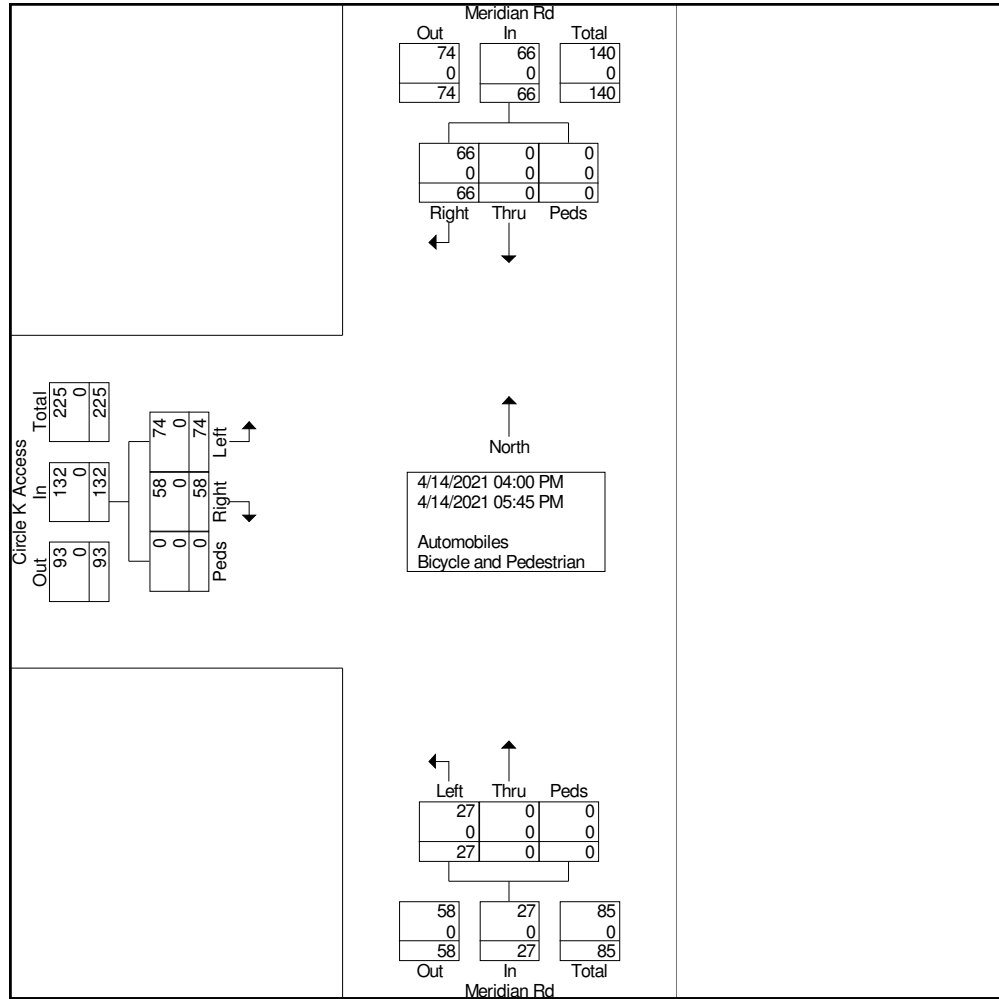 Meridian Rd
Out In Total
74 66 140
0 0 0
74 66 140
66 0 0
0 0 0
66 0 0
Right Thru Peds
Circle K Access
Out In Total
93 132 225
0 0 0
93 132 225
0 58 74
0 0 0
0 58 74
Peds Right Left
North
4/14/2021 04:00 PM
4/14/2021 05:45 PM
Automobiles
Bicycle and Pedestrian
Left Thru Peds
27 0 0
0 0 0
27 0 0
58 27 85
0 0 0
58 27 85
Out In Total
Meridian Rd